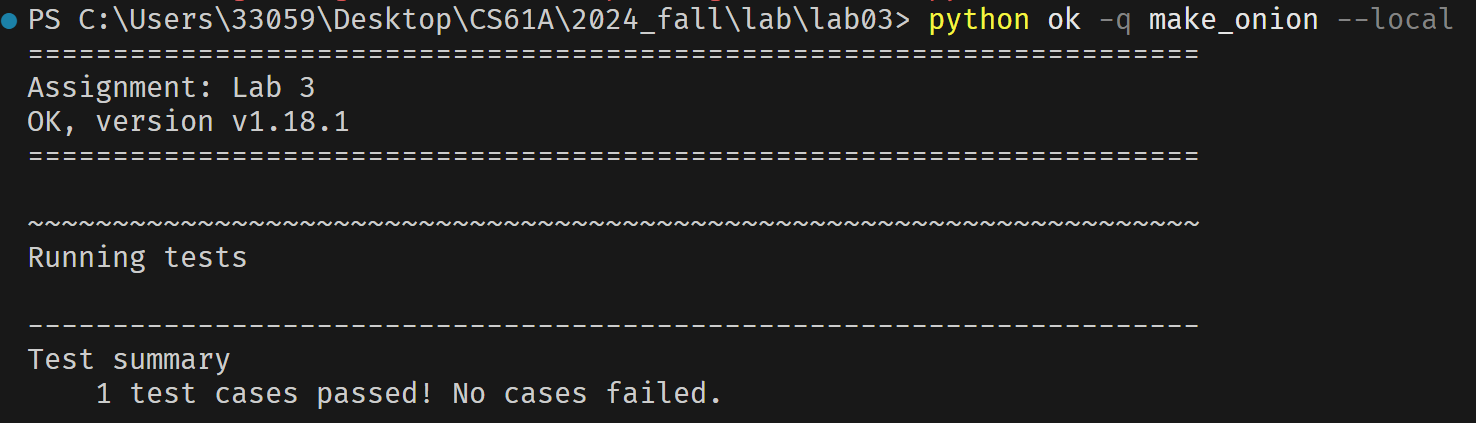 PS C:\Users\33059\Desktop\CS61A\2024_fall\lab\lab03> python ok -q make_onion --local
=====================================================================
Assignment: Lab 3
OK, version v1.18.1
=====================================================================
~~~~~~~~~~~~~~~~~~~~~~~~~~~~~~~~~~~~~~~~~~~~~~~~~~~~~~~~~~~~~~~~~~~~~
Running tests
---------------------------------------------------------------------
Test summary
    1 test cases passed! No cases failed.